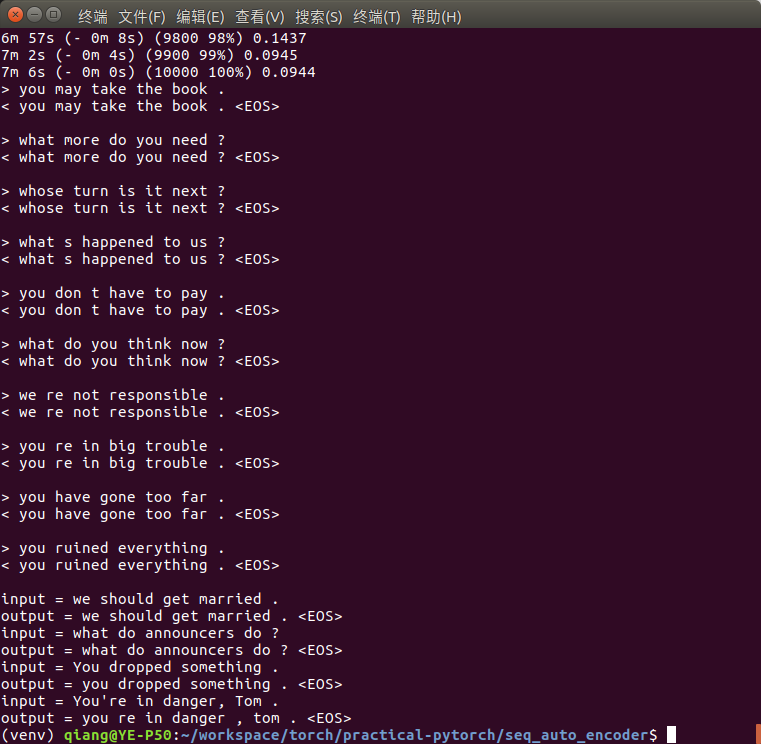 终端 文件(F) 编辑(E) 查看(V) 搜索(S) 终端(T) 帮助(H)
6m 57s (- 0m 8s) (9800 98%) 0.1437
7m 2s (- 0m 4s) (9900 99%) 0.0945
7m 6s (- 0m 0s) (10000 100%) 0.0944
> you may take the book .
< you may take the book . <EOS>
> what more do you need ?
< what more do you need ? <EOS>
> whose turn is it next ?
< whose turn is it next ? <EOS>
> what s happened to us ?
< what s happened to us ? <EOS>
> you don t have to pay .
< you don t have to pay . <EOS>
> what do you think now ?
< what do you think now ? <EOS>
> we re not responsible .
< we re not responsible . <EOS>
> you re in big trouble .
< you re in big trouble . <EOS>
> you have gone too far .
< you have gone too far . <EOS>
> you ruined everything .
< you ruined everything . <EOS>
input = we should get married .
output = we should get married . <EOS>
input = what do announcers do ?
output = what do announcers do ? <EOS>
input = You dropped something .
output = you dropped something . <EOS>
input = You're in danger, Tom .
output = you re in danger , tom . <EOS>
(venv) qiang@YE-P50:~/workspace/torch/practical-pytorch/seq_auto_encoder$